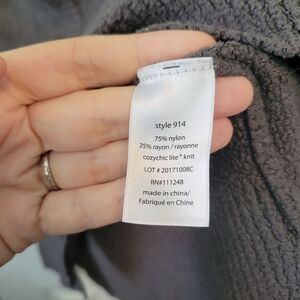 style 914
75% nylon
25% rayon / rayonne
cozychic lite® knit
LOT # 20171008C
RN#111248
made in china/
Fabriqué en Chine